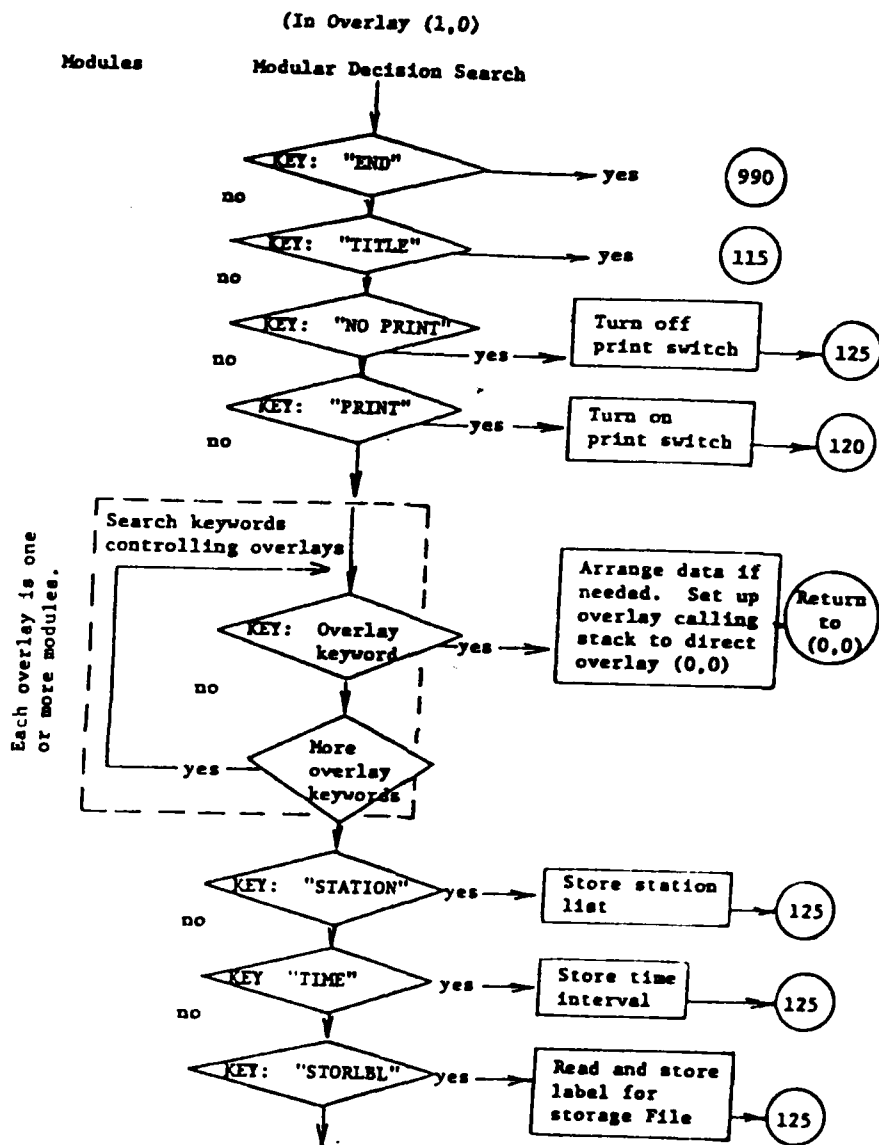 (In Overlay (1,0)
Modules
Modular Decision Search
KEY: "END"
yes
990
no
KEY: "TITLE"
yes
115
no
KEY: "NO PRINT"
yes
Turn off
print switch
125
no
KEY: "PRINT"
yes
Turn on
print switch
120
no
Each overlay is one
or more modules.
Search keywords
controlling overlays
KEY: Overlay
keyword
yes
Arrange data if
needed. Set up
overlay calling
stack to direct
overlay (0,0)
Return
to
(0,0)
no
More
overlay
keywords
yes
KEY: "STATION"
yes
Store station
list
125
no
KEY "TIME"
yes
Store time
interval
125
no
KEY: "STORLBL"
yes
Read and store
label for
storage File
125